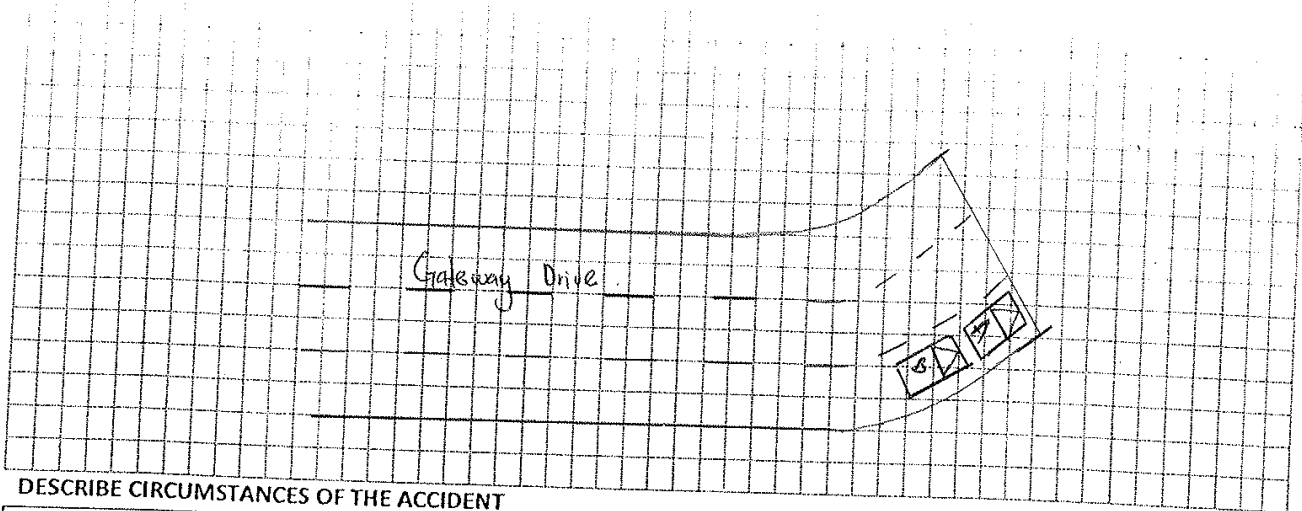 Gateway Drive
A
B
DESCRIBE CIRCUMSTANCES OF THE ACCIDENT